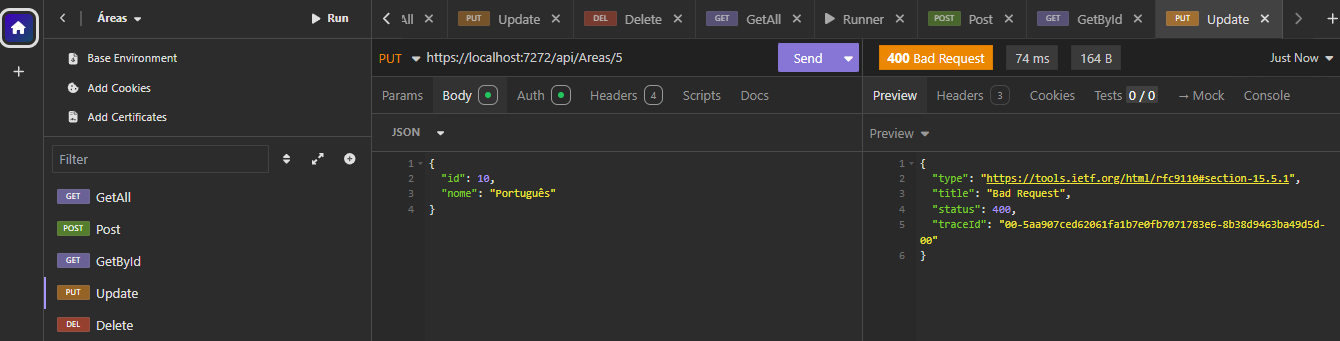 Áreas
Run
Base Environment
Add Cookies
Add Certificates
Filter
GET GetAll
POST Post
GET GetById
PUT Update
DEL Delete
All
PUT Update
DEL Delete
GET GetAll
Runner
POST Post
GET GetById
PUT Update
PUT https://localhost:7272/api/Areas/5 Send
Params Body Auth Headers 4 Scripts Docs
JSON
1 {
2 "id": 10,
3 "nome": "Português"
4 }
400 Bad Request 74 ms 164 B Just Now
Preview Headers 3 Cookies Tests 0 / 0 → Mock Console
Preview
1 {
2 "type": "https://tools.ietf.org/html/rfc9110#section-15.5.1",
3 "title": "Bad Request",
4 "status": 400,
5 "traceId": "00-5aa907ced62061fa1b7e0fb7071783e6-8b38d9463ba49d5d-
00"
6 }